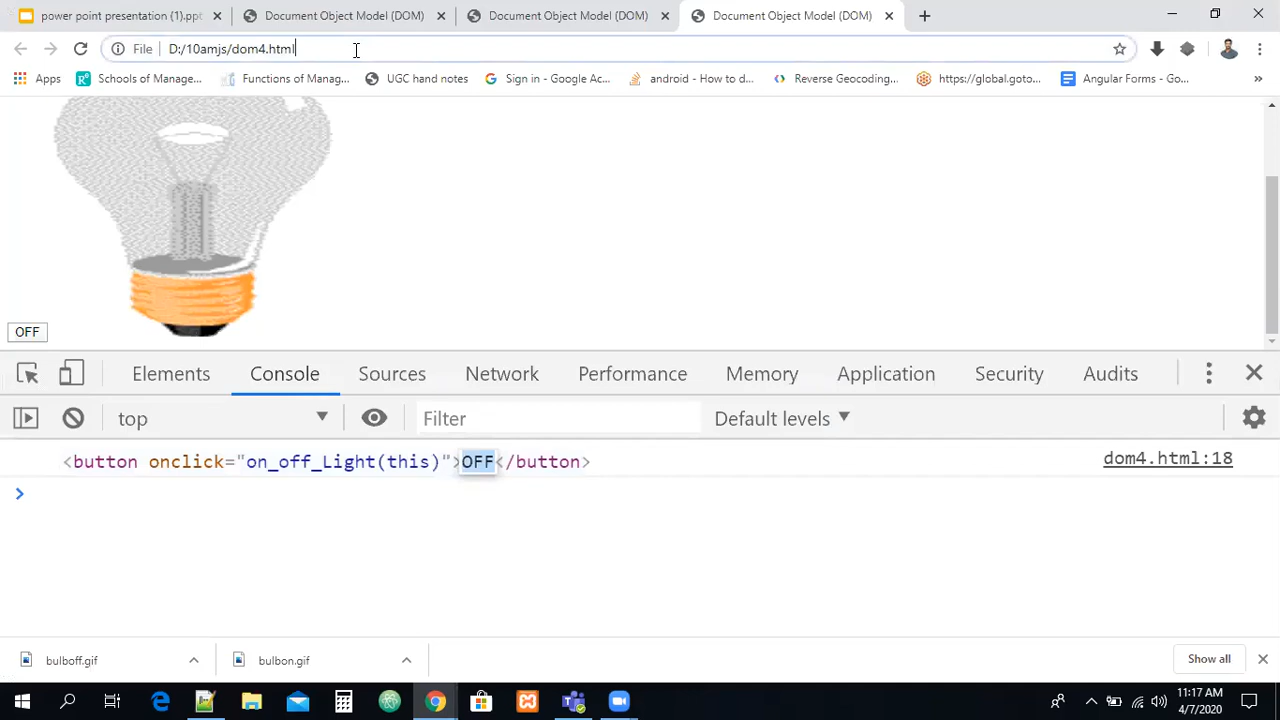 power point presentation (1).ppt
Document Object Model (DOM)
Document Object Model (DOM)
Document Object Model (DOM)
File
D:/10amjs/dom4.html
Apps
Schools of Manage...
Functions of Manag...
UGC hand notes
Sign in - Google Ac...
android - How to d...
Reverse Geocoding...
https://global.goto...
Angular Forms - Go...
»
OFF
Elements
Console
Sources
Network
Performance
Memory
Application
Security
Audits
top
Filter
Default levels
<button onclick="on_off_Light(this)">OFF</button>
dom4.html:18
bulboff.gif
bulbon.gif
Show all
11:17 AM
4/7/2020